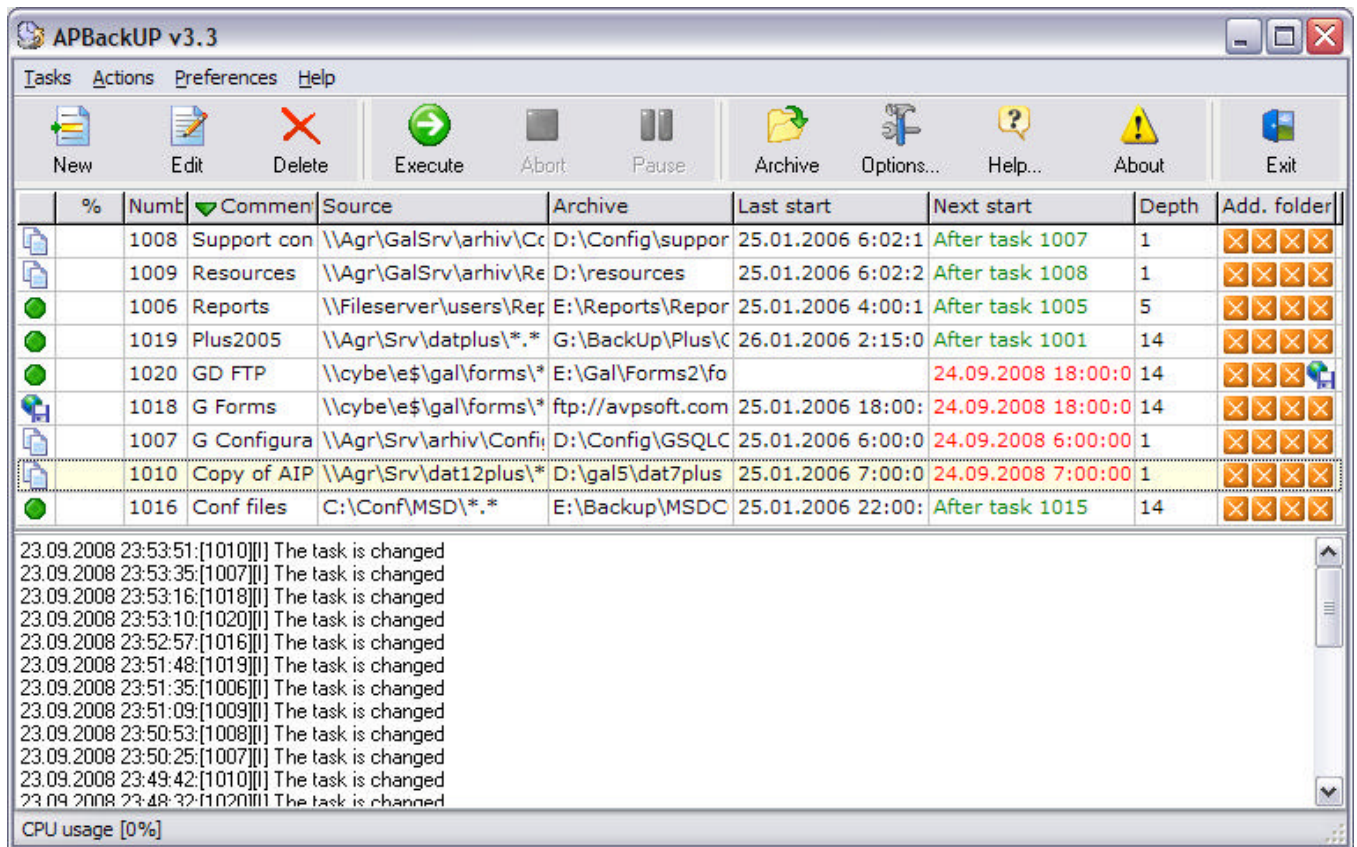 APBackUP v3.3
Tasks Actions Preferences Help
New Edit Delete Execute Abort Pause Archive Options... Help... About Exit
% Numb Commen Source Archive Last start Next start Depth Add. folder
1008 Support con \\Agr\GalSrv\arhiv\Co D:\Config\suppor 25.01.2006 6:02:1 After task 1007 1
1009 Resources \\Agr\GalSrv\arhiv\Re D:\resources 25.01.2006 6:02:2 After task 1008 1
1006 Reports \\Fileserver\users\Rep E:\Reports\Repor 25.01.2006 4:00:1 After task 1005 5
1019 Plus2005 \\Agr\Srv\datplus\*.* G:\BackUp\Plus\C 26.01.2006 2:15:0 After task 1001 14
1020 GD FTP \\cybe\e$\gal\forms\* E:\Gal\Forms2\fo 24.09.2008 18:00:0 14
1018 G Forms \\cybe\e$\gal\forms\* ftp://avpsoft.com 25.01.2006 18:00: 24.09.2008 18:00:0 14
1007 G Configura \\Agr\Srv\arhiv\Confi D:\Config\GSQLC 25.01.2006 6:00:0 24.09.2008 6:00:00 1
1010 Copy of AIP \\Agr\Srv\dat12plus\* D:\gal5\dat7plus 25.01.2006 7:00:0 24.09.2008 7:00:00 1
1016 Conf files C:\Conf\MSD\*.* E:\Backup\MSDC 25.01.2006 22:00: After task 1015 14
23.09.2008 23:53:51:[1010][I] The task is changed
23.09.2008 23:53:35:[1007][I] The task is changed
23.09.2008 23:53:16:[1018][I] The task is changed
23.09.2008 23:53:10:[1020][I] The task is changed
23.09.2008 23:52:57:[1016][I] The task is changed
23.09.2008 23:51:48:[1019][I] The task is changed
23.09.2008 23:51:35:[1006][I] The task is changed
23.09.2008 23:51:09:[1009][I] The task is changed
23.09.2008 23:50:53:[1008][I] The task is changed
23.09.2008 23:50:25:[1007][I] The task is changed
23.09.2008 23:49:42:[1010][I] The task is changed
23.09.2008 23:48:32:[1020][I] The task is changed
CPU usage [0%]